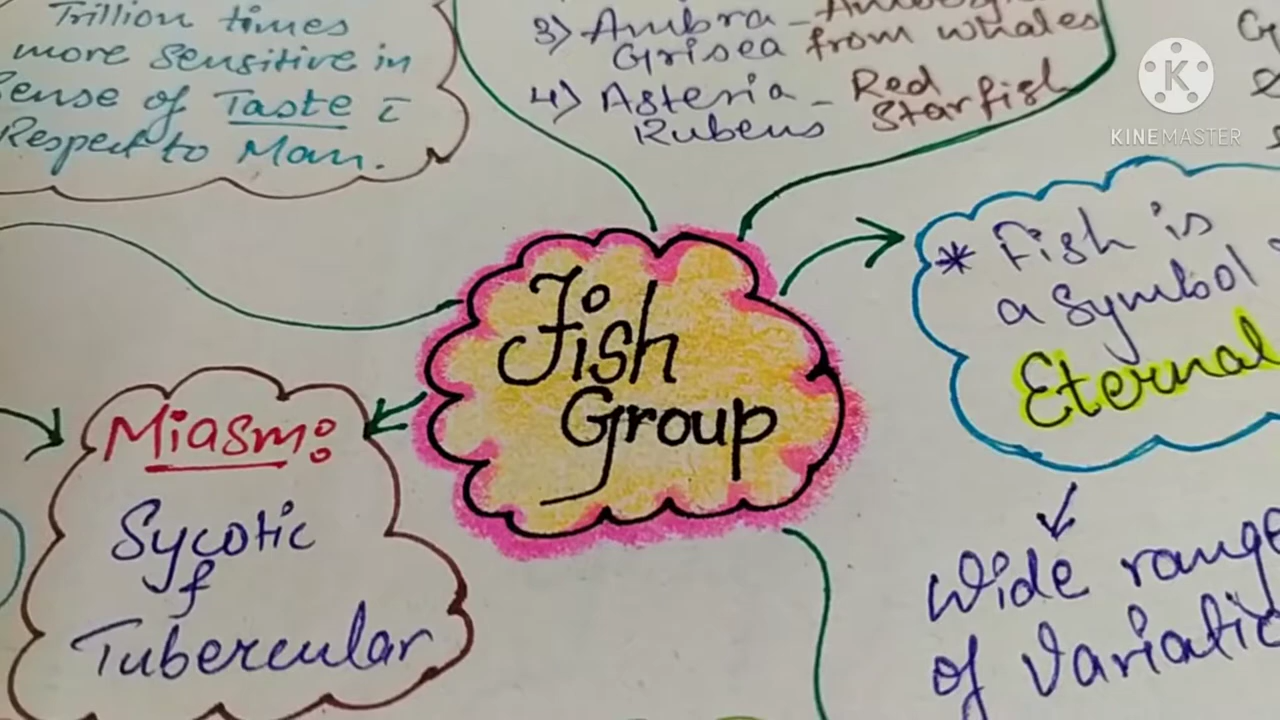 Trillion times
more sensitive in
Sense of Taste c̄
Respect to Man.
3) Ambra -
Grisea from whales
4) Asteria - Red
Rubens Starfish
KINEMASTER
* Fish is
a symbol
Eternal
Fish
Group
Miasm:
Sycotic
f
Tubercular
Wide range
of